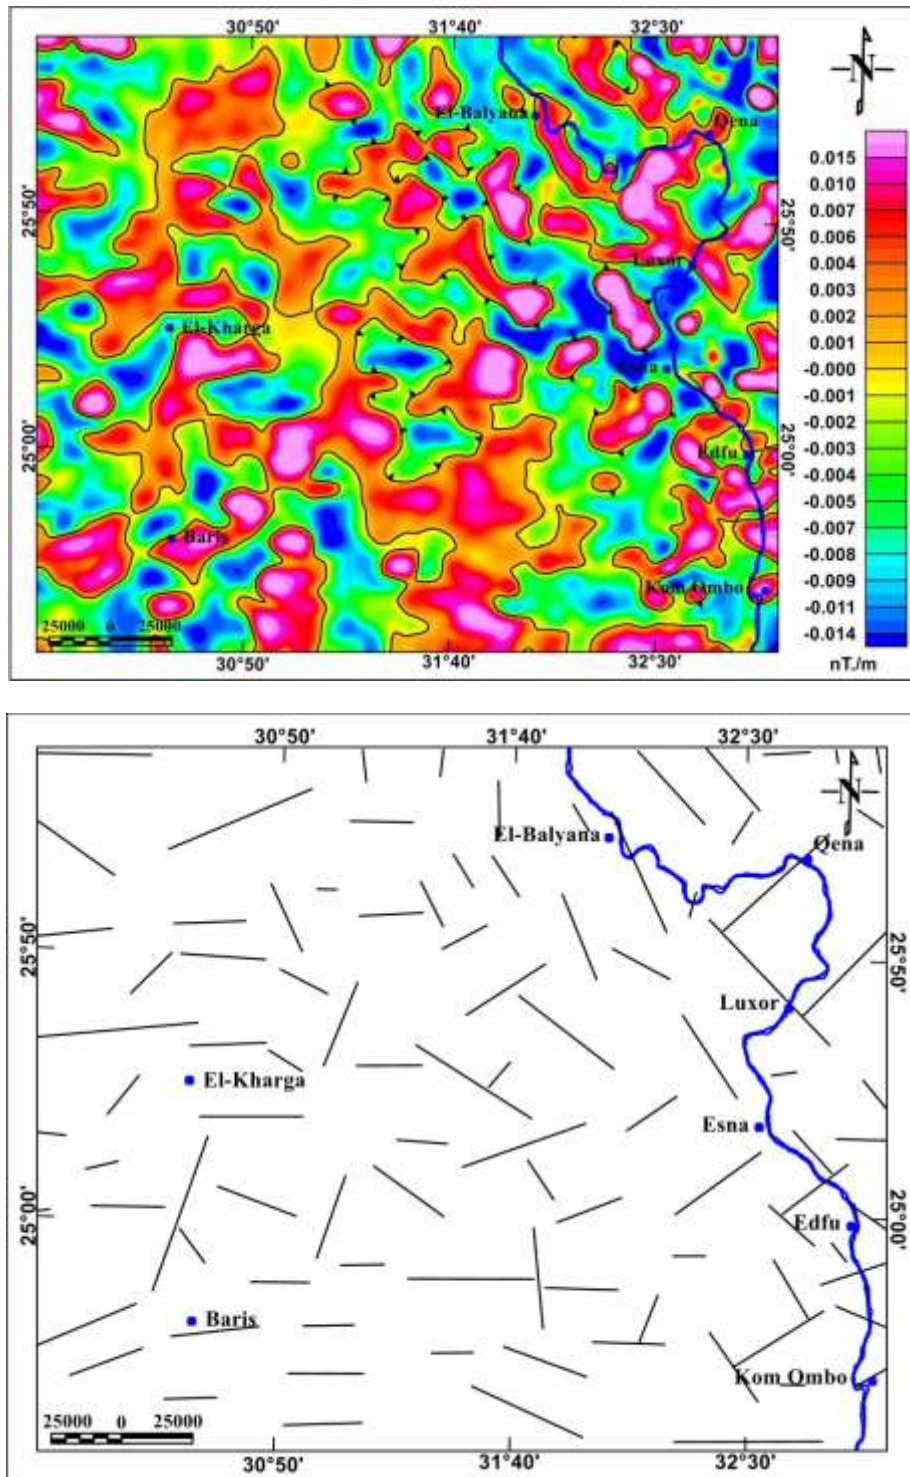 30°50' 31°40' 32°30'
N
El-Balyana
Qena
25°50' 25°50'
Luxor
El-Kharga
Esna
25°00' 25°00'
Edfu
Baris
Kom Ombo
25000 0 25000
30°50' 31°40' 32°30'
0.015
0.010
0.007
0.006
0.004
0.003
0.002
-0.000
-0.001
-0.002
-0.003
-0.004
-0.005
-0.007
-0.008
-0.009
-0.011
-0.014
nT./m
30°50' 31°40' 32°30'
N
El-Balyana
Qena
25°50' 25°50'
Luxor
El-Kharga
Esna
25°00' 25°00'
Edfu
Baris
Kom Ombo
25000 0 25000
30°50' 31°40' 32°30'